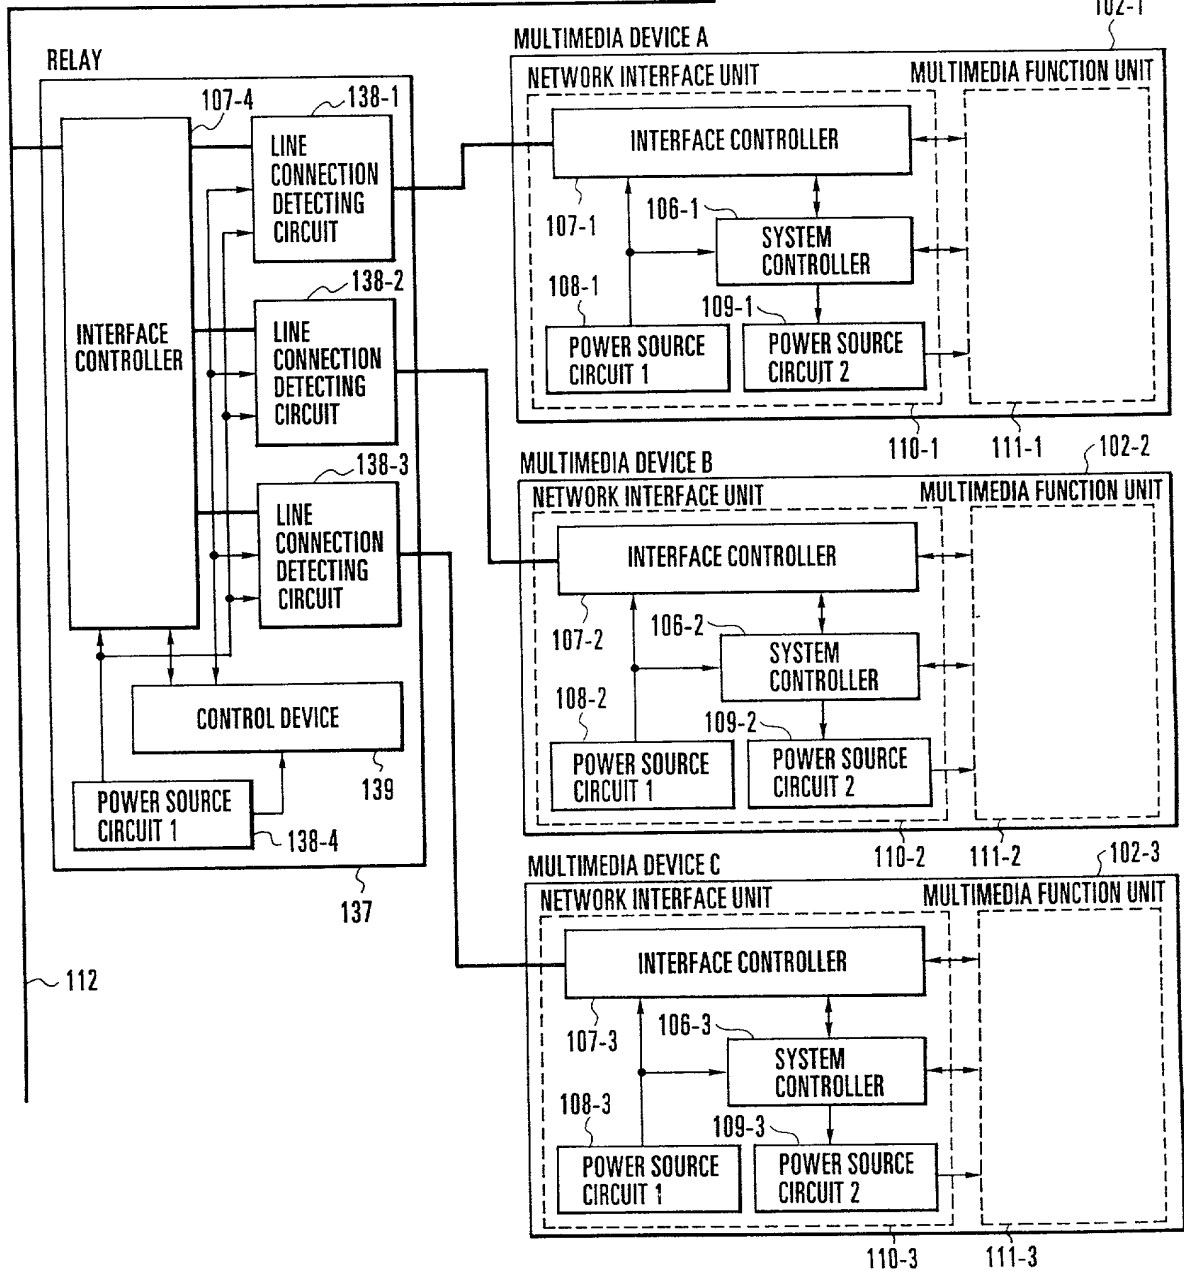 RELAY
107-4
138-1
INTERFACE
CONTROLLER
LINE
CONNECTION
DETECTING
CIRCUIT
138-2
LINE
CONNECTION
DETECTING
CIRCUIT
138-3
LINE
CONNECTION
DETECTING
CIRCUIT
CONTROL DEVICE
139
POWER SOURCE
CIRCUIT 1
138-4
137
112
102-1
MULTIMEDIA DEVICE A
NETWORK INTERFACE UNIT
MULTIMEDIA FUNCTION UNIT
INTERFACE CONTROLLER
107-1
106-1
SYSTEM
CONTROLLER
108-1
109-1
POWER SOURCE
CIRCUIT 1
POWER SOURCE
CIRCUIT 2
110-1
111-1
102-2
MULTIMEDIA DEVICE B
NETWORK INTERFACE UNIT
MULTIMEDIA FUNCTION UNIT
INTERFACE CONTROLLER
107-2
106-2
SYSTEM
CONTROLLER
108-2
109-2
POWER SOURCE
CIRCUIT 1
POWER SOURCE
CIRCUIT 2
110-2
111-2
102-3
MULTIMEDIA DEVICE C
NETWORK INTERFACE UNIT
MULTIMEDIA FUNCTION UNIT
INTERFACE CONTROLLER
107-3
106-3
SYSTEM
CONTROLLER
108-3
109-3
POWER SOURCE
CIRCUIT 1
POWER SOURCE
CIRCUIT 2
110-3
111-3